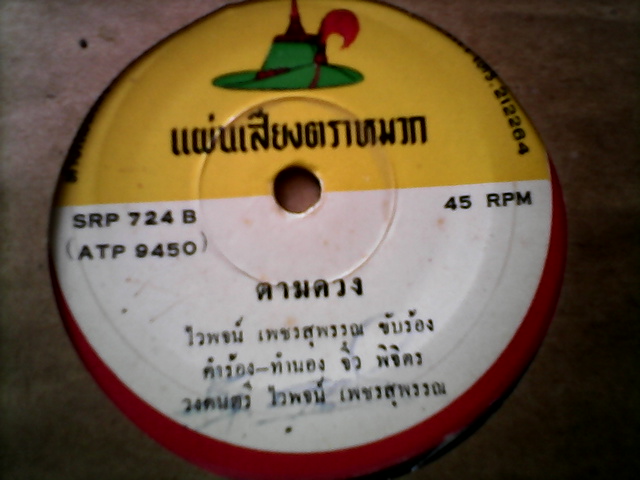 แผ่นเสียงตราหมวก
212264
SRP 724 B
45 RPM
(ATP 9450)
ตามดวง
ไวพจน์ เพชรสุพรรณ ขับร้อง
คำร้อง-ทำนอง จิ๋ว พิจิตร
วงดนตรี ไวพจน์ เพชรสุพรรณ